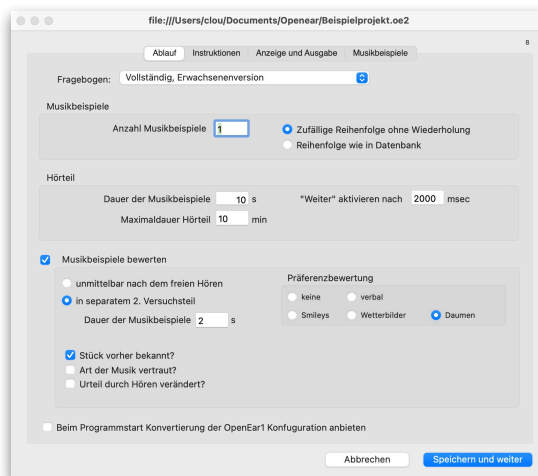 file:///Users/clou/Documents/Openear/Beispielprojekt.oe2
8
Ablauf Instruktionen Anzeige und Ausgabe Musikbeispiele
Fragebogen: Vollständig, Erwachsenenversion
Musikbeispiele
Anzahl Musikbeispiele 1 Zufällige Reihenfolge ohne Wiederholung
Reihenfolge wie in Datenbank
Hörteil
Dauer der Musikbeispiele 10 s "Weiter" aktivieren nach 2000 msec
Maximaldauer Hörteil 10 min
Musikbeispiele bewerten
unmittelbar nach dem freien Hören
in separatem 2. Versuchsteil
Dauer der Musikbeispiele 2 s
Präferenzbewertung
keine verbal
Smileys Wetterbilder Daumen
Stück vorher bekannt?
Art der Musik vertraut?
Urteil durch Hören verändert?
Beim Programmstart Konvertierung der OpenEar1 Konfuguration anbieten
Abbrechen Speichern und weiter